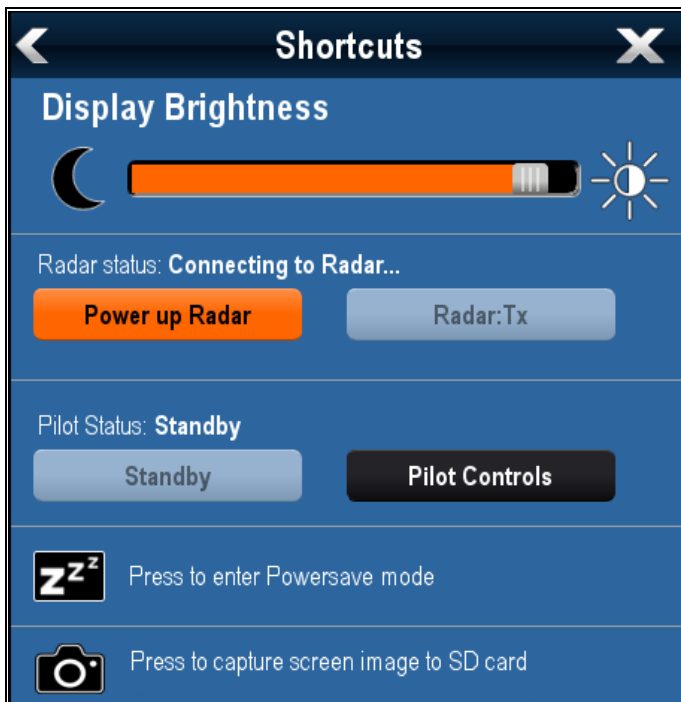 Shortcuts
Display Brightness
Radar status: Connecting to Radar...
Power up Radar
Radar:Tx
Pilot Status: Standby
Standby
Pilot Controls
zzz
Press to enter Powersave mode
Press to capture screen image to SD card